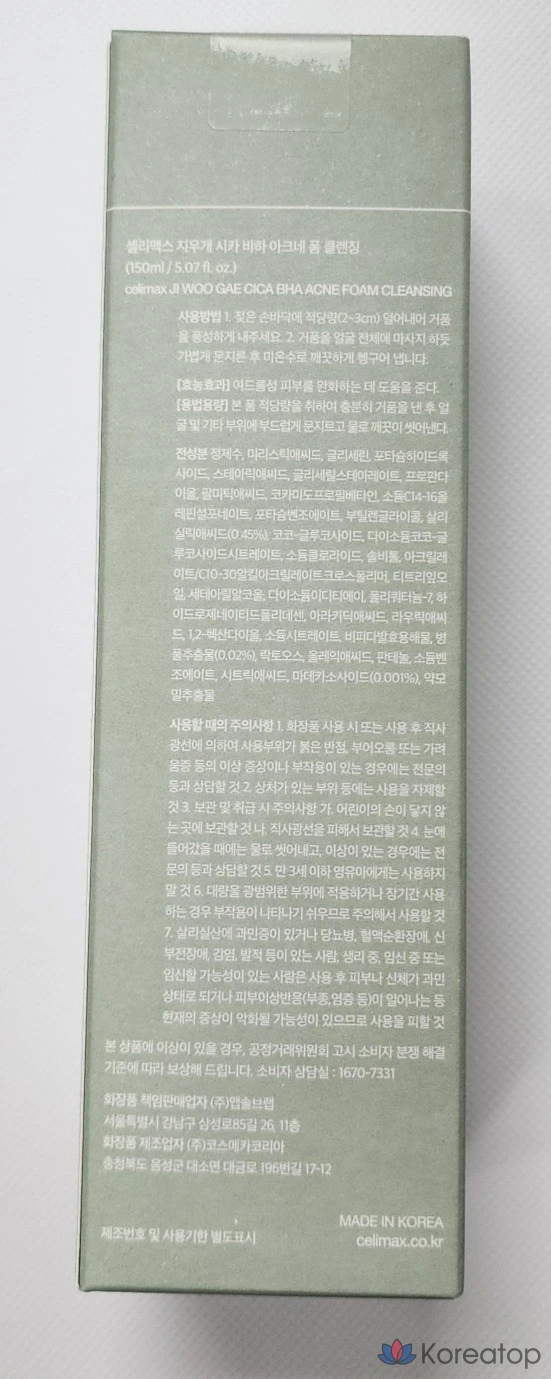 셀리맥스 지우개 시카 바하 아크네 폼 클렌징
(150ml / 5.07 fl. oz.)
celimax JI WOO GAE CICA BHA ACNE FOAM CLEANSING
사용방법 1. 젖은 손바닥에 적당량(2~3cm) 덜어내어 거품
을 풍성하게 내주세요. 2. 거품을 얼굴 전체에 마사지 하듯
가볍게 문지른 후 미온수로 깨끗하게 헹구어 냅니다.
[효능효과] 여드름성 피부를 완화하는 데 도움을 준다.
[용법용량] 본 품 적당량을 취하여 충분히 거품을 낸 후 얼
굴 및 기타 부위에 부드럽게 문지르고 물로 깨끗이 씻어낸다.
전성분 정제수, 미리스틱애씨드, 글리세린, 포타슘하이드록
사이드, 스테아릭애씨드, 글리세릴스테아레이트, 프로판다
이올, 팔미틱애씨드, 코카미도프로필베타인, 소듐C14-16올
레핀설포네이트, 포타슘벤조에이트, 부틸렌글라이콜, 살리
실릭애씨드(0.45%), 코코-글루코사이드, 다이소듐코코-글
루코사이드시트레이트, 소듐클로라이드, 솔비톨, 아크릴레
이트/C10-30알킬아크릴레이트크로스폴리머, 티트리잎오
일, 세테아릴알코올, 다이소듐이디티에이, 폴리쿼터늄-7, 하
이드로제네이티드폴리데센, 아라키딕애씨드, 라우릭애씨
드, 1,2-헥산다이올, 소듐시트레이트, 비피다발효용해물, 병
풀추출물(0.02%), 락토오스, 올레익애씨드, 판테놀, 소듐벤
조에이트, 시트릭애씨드, 마데카소사이드(0.001%), 약모
밀추출물
사용할 때의 주의사항 1. 화장품 사용 시 또는 사용 후 직사
광선에 의하여 사용부위가 붉은 반점, 부어오름 또는 가려
움증 등의 이상 증상이나 부작용이 있는 경우에는 전문의
등과 상담할 것 2. 상처가 있는 부위 등에는 사용을 자제할
것 3. 보관 및 취급 시 주의사항 가. 어린이의 손이 닿지 않
는 곳에 보관할 것 나. 직사광선을 피해서 보관할 것 4. 눈에
들어갔을 때에는 물로 씻어내고, 이상이 있는 경우에는 전
문의 등과 상담할 것 5. 만 3세 이하 영유아에게는 사용하지
말 것 6. 대량을 광범위한 부위에 적용하거나 장기간 사용
하는 경우 부작용이 나타나기 쉬우므로 주의해서 사용할 것
7. 살리실산에 과민증이 있거나 당뇨병, 혈액순환장애, 신
부전장애, 감염, 발적 등이 있는 사람, 생리 중, 임신 중 또는
임신할 가능성이 있는 사람은 사용 후 피부나 신체가 과민
상태로 되거나 피부이상반응(부종,염증 등)이 일어나는 등
현재의 증상이 악화될 가능성이 있으므로 사용을 피할 것
본 상품에 이상이 있을 경우, 공정거래위원회 고시 소비자 분쟁 해결
기준에 따라 보상해 드립니다. 소비자 상담실 : 1670-7331
화장품 책임판매업자 (주)앱솔브랩
서울특별시 강남구 삼성로85길 26, 11층
화장품 제조업자 (주)코스메카코리아
충청북도 음성군 대소면 대금로 196번길 17-12
제조번호 및 사용기한 별도표시
MADE IN KOREA
celimax.co.kr
Koreatop